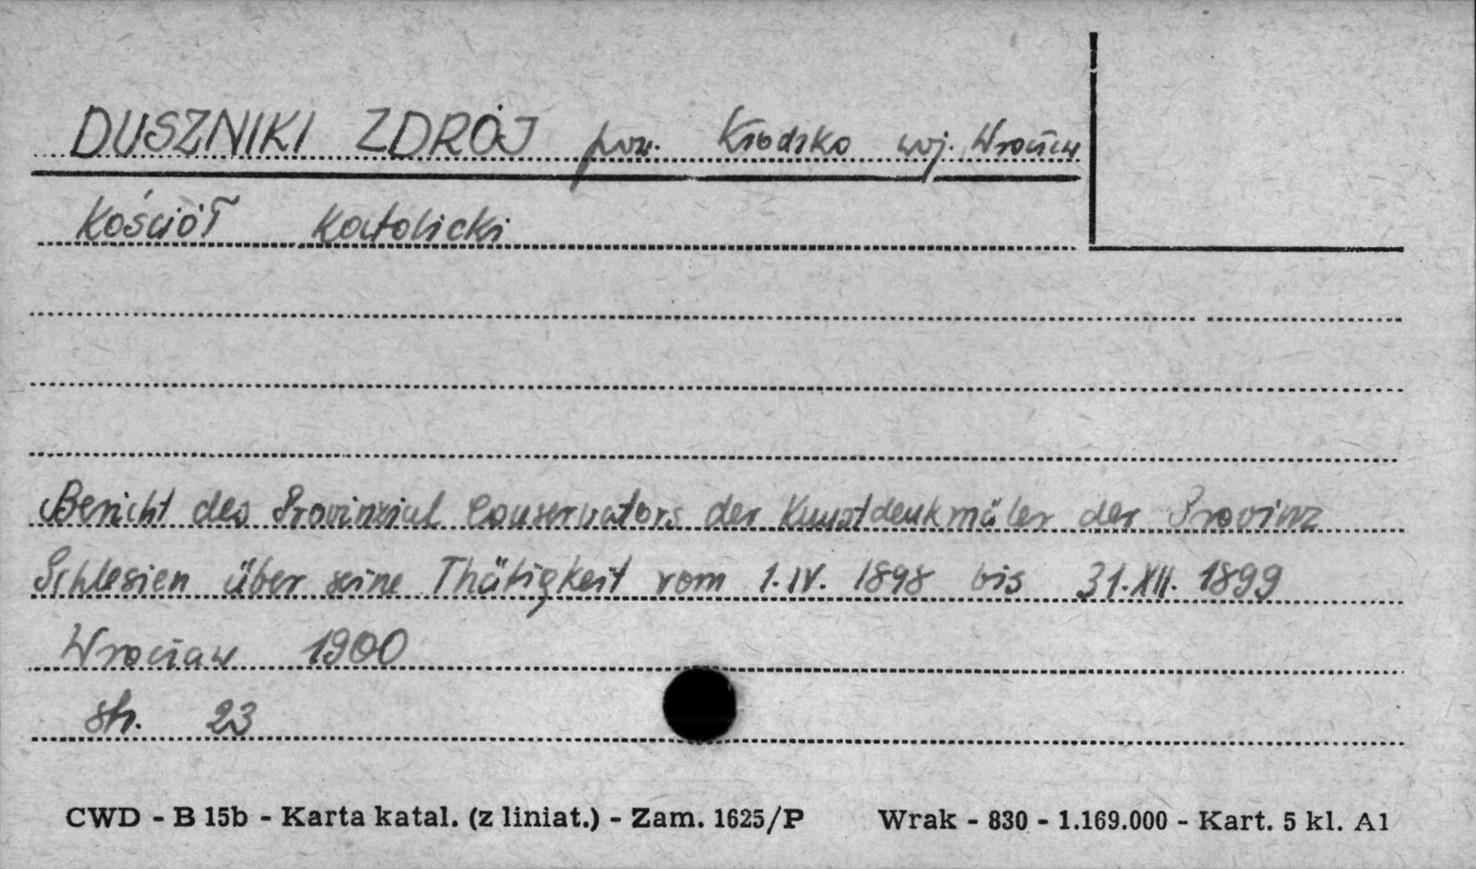 DUSZNIKI ZDRÓJ pow. Kłodzko woj. Wrocław
Kościół Katolicki
Bericht des Provinzial Conservators der Kunstdenkmäler der Provinz
Schlesien über seine Thätigkeit vom 1.IV. 1898 bis 31.XII. 1899
Wrocław 1900
str. 23
CWD - B 15b - Karta katal. (z liniat.) - Zam. 1625/P Wrak - 830 - 1.169.000 - Kart. 5 kl. A1